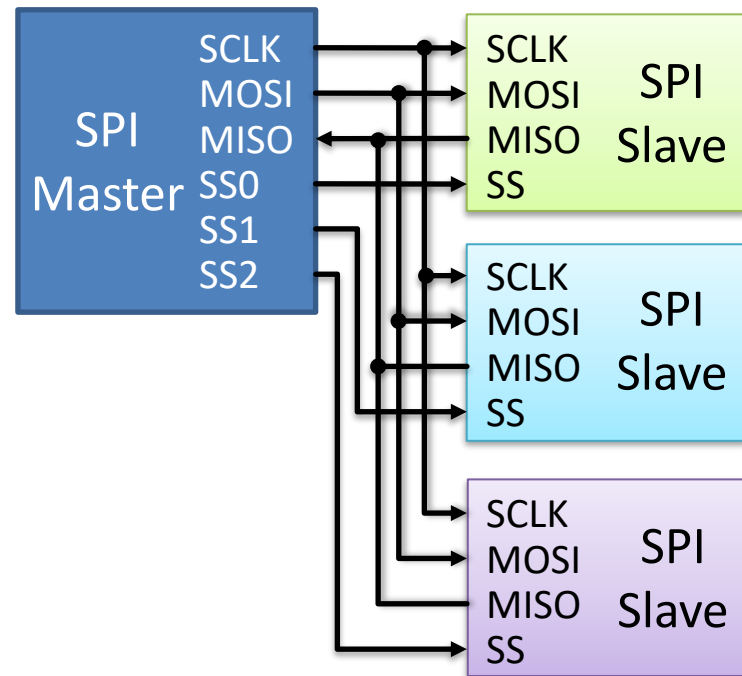 SPI
Master
SCLK
MOSI
MISO
SS0
SS1
SS2
SCLK
MOSI
MISO
SS
SPI
Slave
SCLK
MOSI
MISO
SS
SPI
Slave
SCLK
MOSI
MISO
SS
SPI
Slave